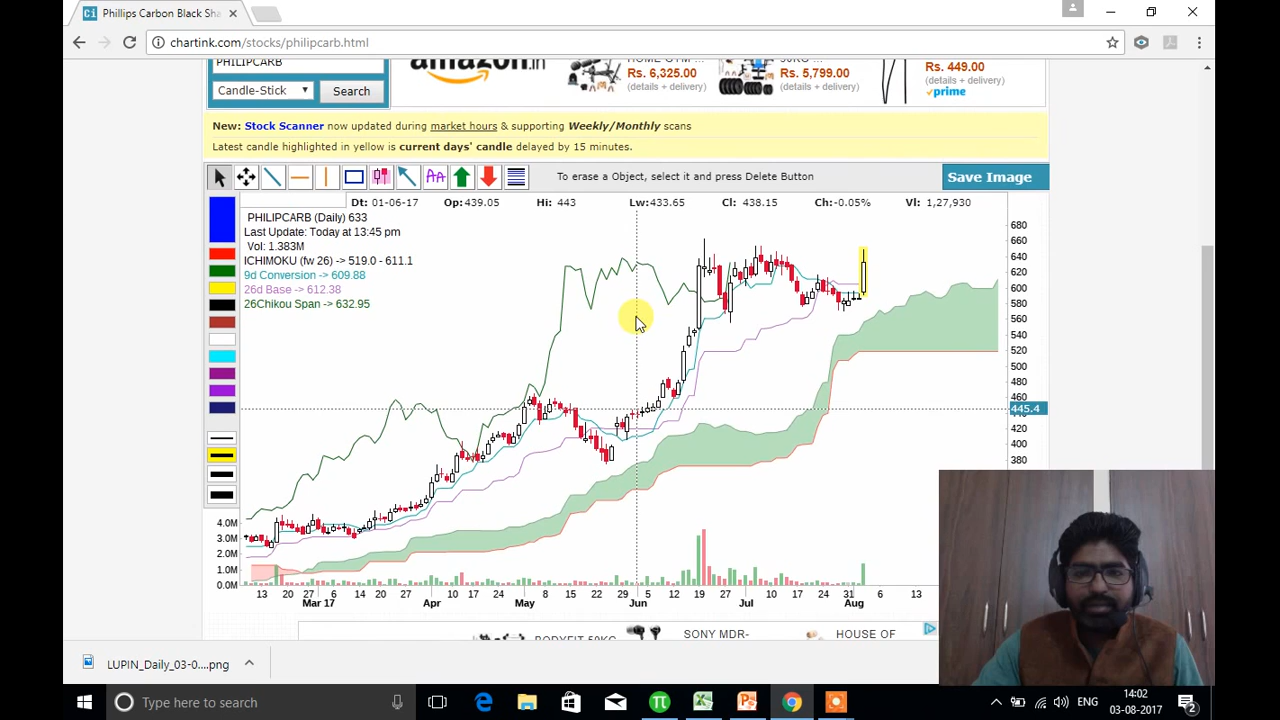 Phillips Carbon Black Sha
chartink.com/stocks/philipcarb.html
PHILIPCARB
Candle-Stick
Search
amazon.in
Rs. 6,325.00
(details + delivery)
Rs. 5,799.00
(details + delivery)
Rs. 449.00
(details + delivery)
prime
New: Stock Scanner now updated during market hours & supporting Weekly/Monthly scans
Latest candle highlighted in yellow is current days' candle delayed by 15 minutes.
To erase a Object, select it and press Delete Button
Save Image
Dt: 01-06-17 Op:439.05 Hi: 443 Lw:433.65 Cl: 438.15 Ch:-0.05% Vl: 1,27,930
PHILIPCARB (Daily) 633
Last Update: Today at 13:45 pm
Vol: 1.383M
ICHIMOKU (fw 26) -> 519.0 - 611.1
9d Conversion -> 609.88
26d Base -> 612.38
26Chikou Span -> 632.95
680
660
640
620
600
580
560
540
520
500
480
460
445.4
420
400
380
4.0M
3.0M
2.0M
1.0M
0.0M
13 20 27 6 14 20 27 10 17 24 8 15 22 29 5 12 19 27 10 17 24 31 6 13
Mar 17 Apr May Jun Jul Aug
BODYFIT 50KG
SONY MDR-
HOUSE OF
LUPIN_Daily_03-0....png
Type here to search
ENG
14:02
03-08-2017
2